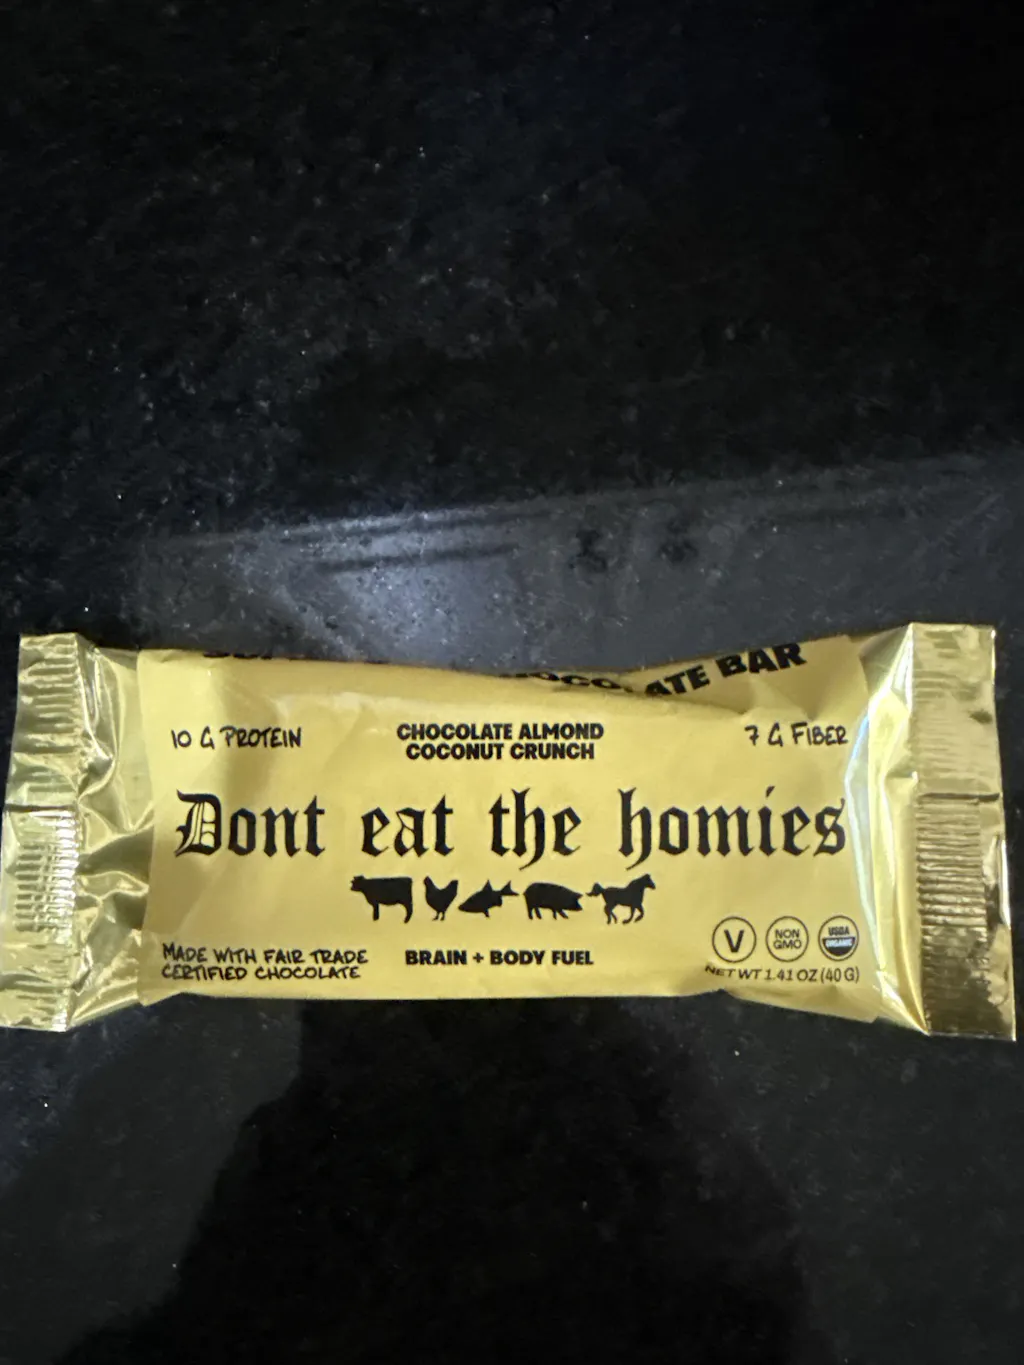 ATE BAR
10 G PROTEIN
CHOCOLATE ALMOND
COCONUT CRUNCH
7 G FIBER
Dont eat the homies
MADE WITH FAIR TRADE
CERTIFIED CHOCOLATE
BRAIN + BODY FUEL
V
NON
GMO
USDA
ORGANIC
NET WT 1.41 OZ (40 G)